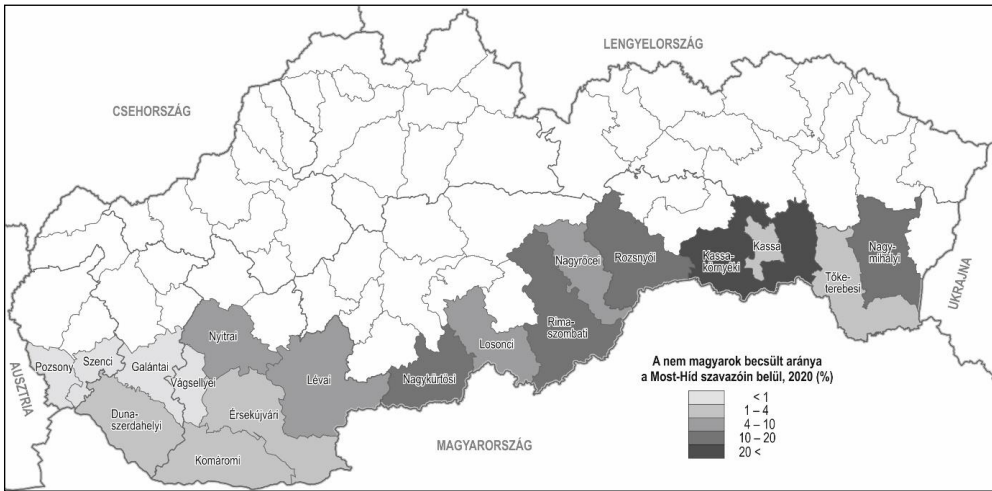 LENGYELORSZÁG
CSEHORSZÁG
Kassa-
környéki
Kassa
Nagy-
mihályi
Nagyrőcei
Rozsnyói
Tőke-
terebesi
UKRAJNA
Rima-
szombati
Nyitrai
Losonci
AUSZTRIA
Pozsony
Szenci
Galántai
Vágsellyei
Lévai
Nagykürtösi
Duna-
szerdahelyi
Érsekújvári
Komáromi
MAGYARORSZÁG
A nem magyarok becsült aránya
a Most-Híd szavazóin belül, 2020 (%)
< 1
1 – 4
4 – 10
10 – 20
20 <